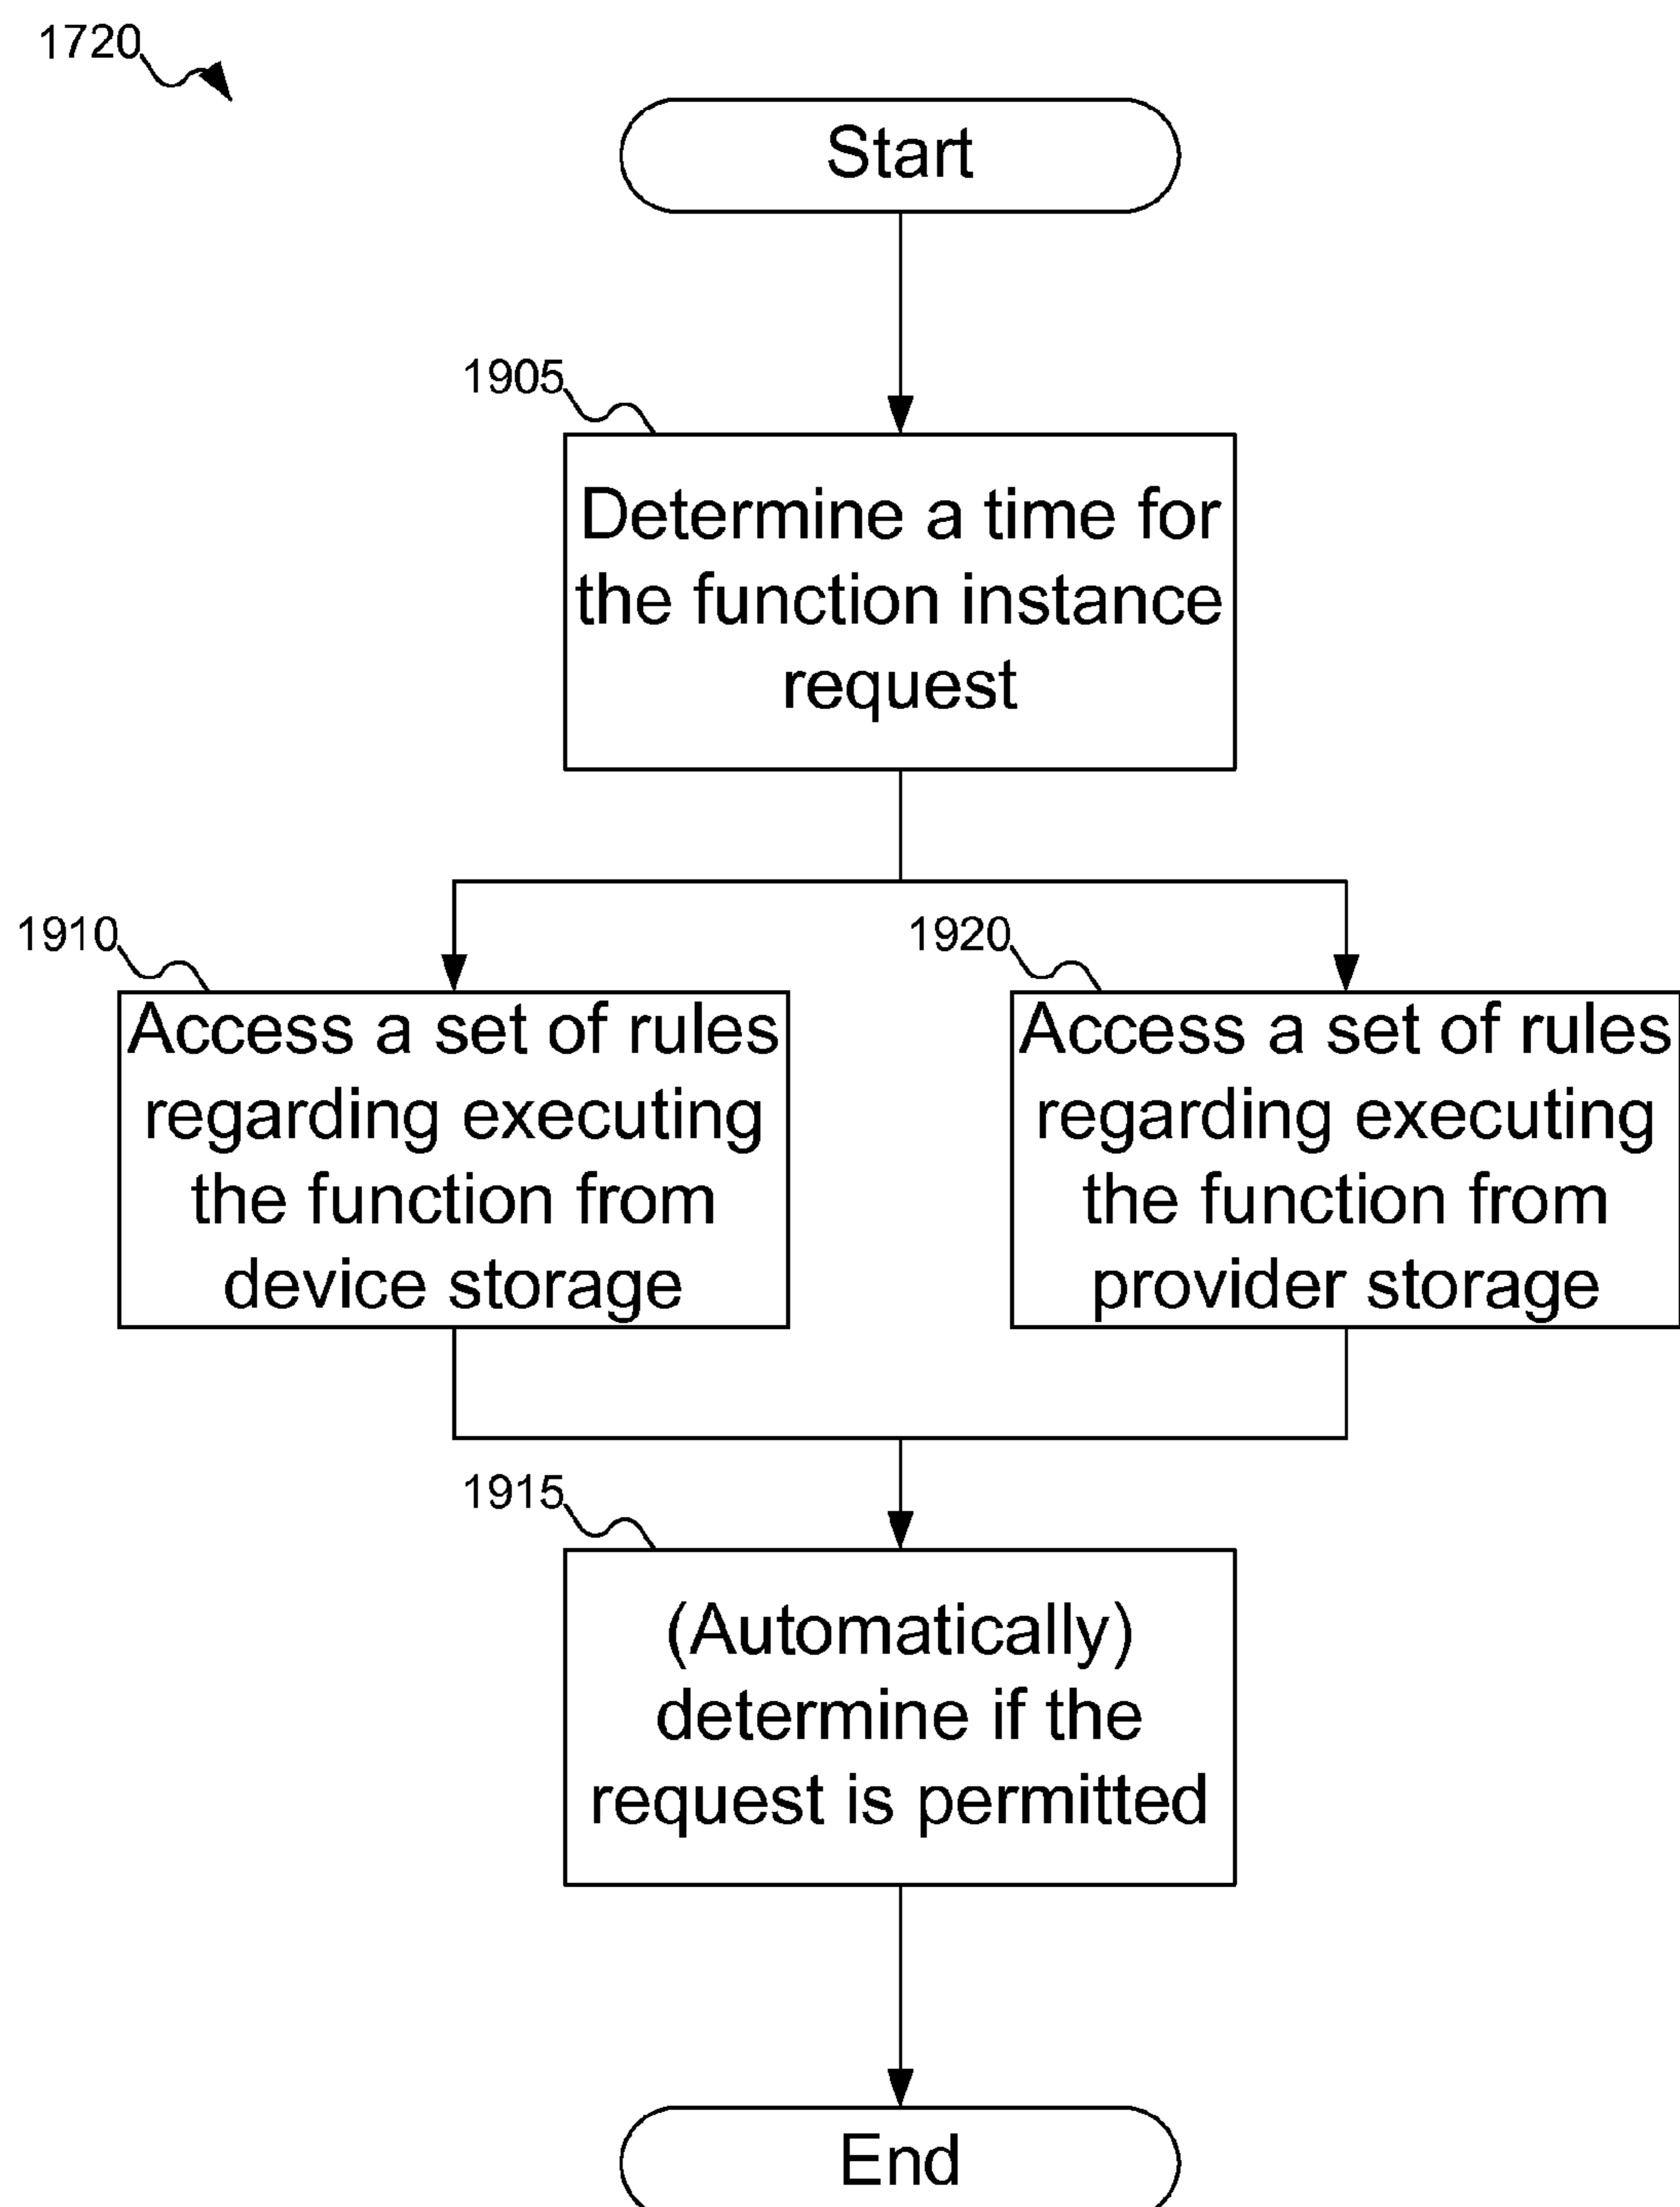 1720
Start
1905
Determine a time for
the function instance
request
1910
Access a set of rules
regarding executing
the function from
device storage
1920
Access a set of rules
regarding executing
the function from
provider storage
1915
(Automatically)
determine if the
request is permitted
End